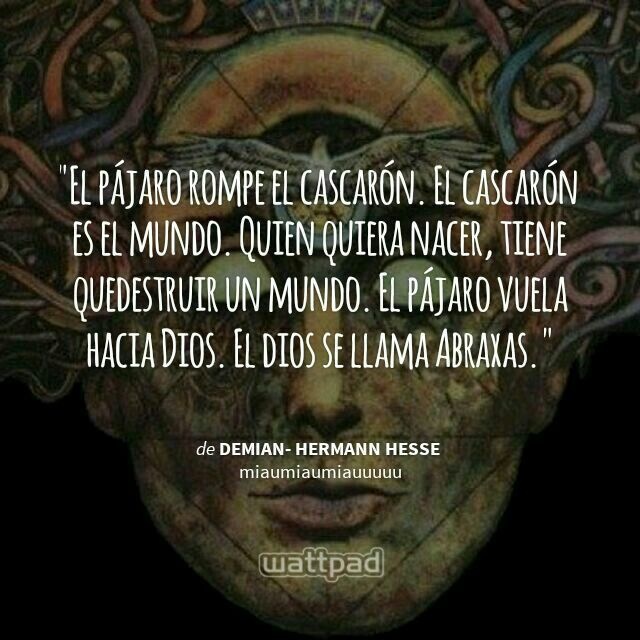 "El pájaro rompe el cascarón. El cascarón
es el mundo. Quien quiera nacer, tiene
quedestruir un mundo. El pájaro vuela
hacia Dios. El dios se llama Abraxas."
de DEMIAN- HERMANN HESSE
miaumiaumiauuuuu
wattpad